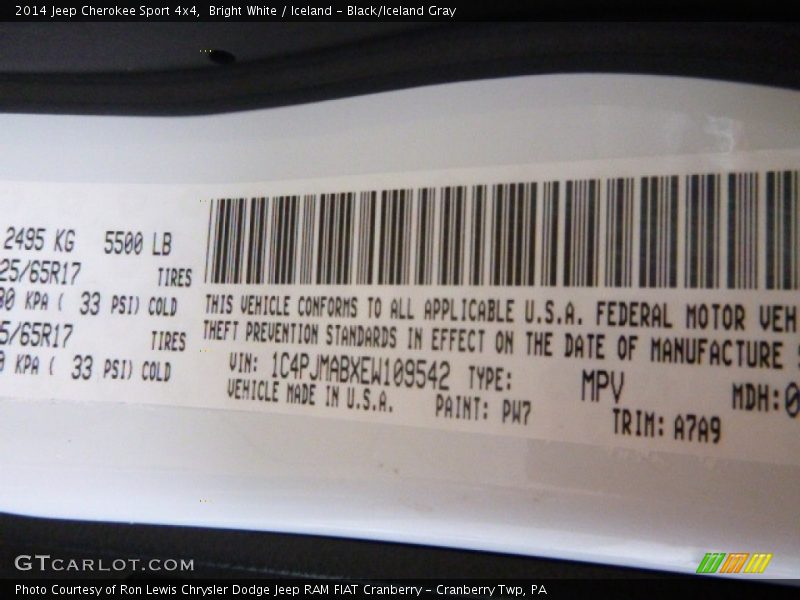 2014 Jeep Cherokee Sport 4x4,  Bright White / Iceland - Black/Iceland Gray
2495 KG 5500 LB
25/65R17 TIRES
KPA ( 33 PSI) COLD
5/65R17 TIRES
KPA ( 33 PSI) COLD
THIS VEHICLE CONFORMS TO ALL APPLICABLE U.S.A. FEDERAL MOTOR VEH
THEFT PREVENTION STANDARDS IN EFFECT ON THE DATE OF MANUFACTURE
VIN: 1C4PJMABXEW109542 TYPE: MPV MDH:0
VEHICLE MADE IN U.S.A. PAINT: PW7 TRIM: A7A9
GTCARLOT.COM
Photo Courtesy of Ron Lewis Chrysler Dodge Jeep RAM FIAT Cranberry - Cranberry Twp, PA